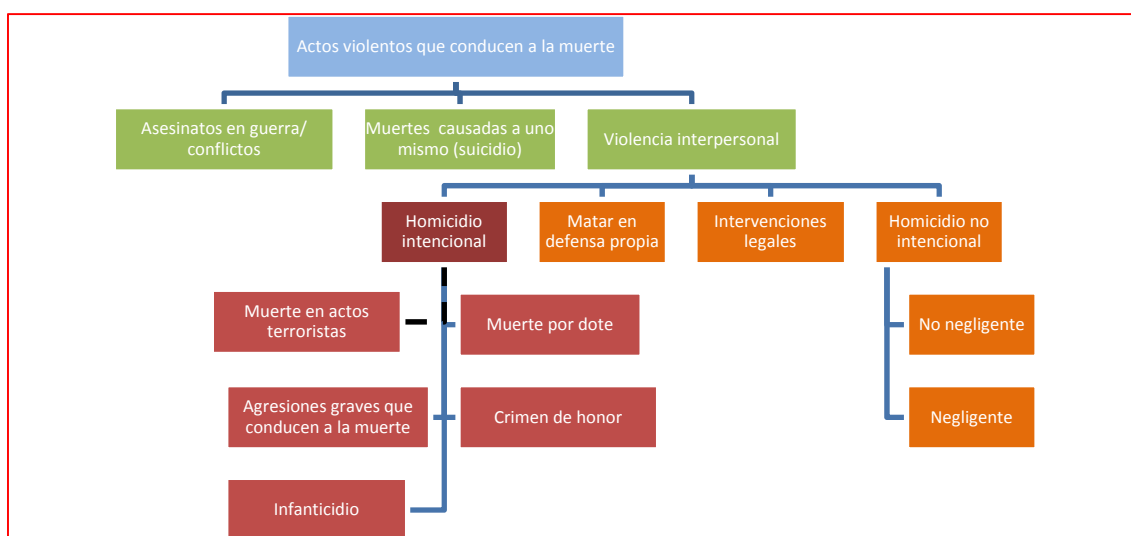 Actos violentos que conducen a la muerte
Asesinatos en guerra/
conflictos
Muertes causadas a uno
mismo (suicidio)
Violencia interpersonal
Homicidio
intencional
Matar en
defensa propia
Intervenciones
legales
Homicidio no
intencional
Muerte en actos
terroristas
Muerte por dote
No negligente
Agresiones graves que
conducen a la muerte
Crimen de honor
Negligente
Infanticidio